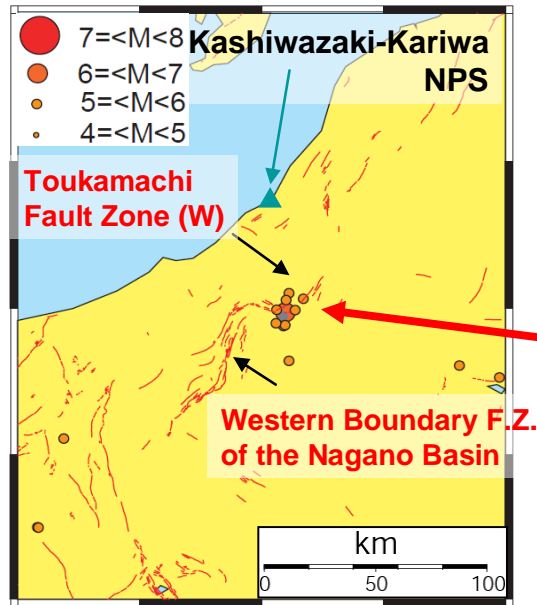 7=<M<8
6=<M<7
5=<M<6
4=<M<5
Kashiwazaki-Kariwa
NPS
Toukamachi
Fault Zone (W)
Western Boundary F.Z.
of the Nagano Basin
km
0 50 100